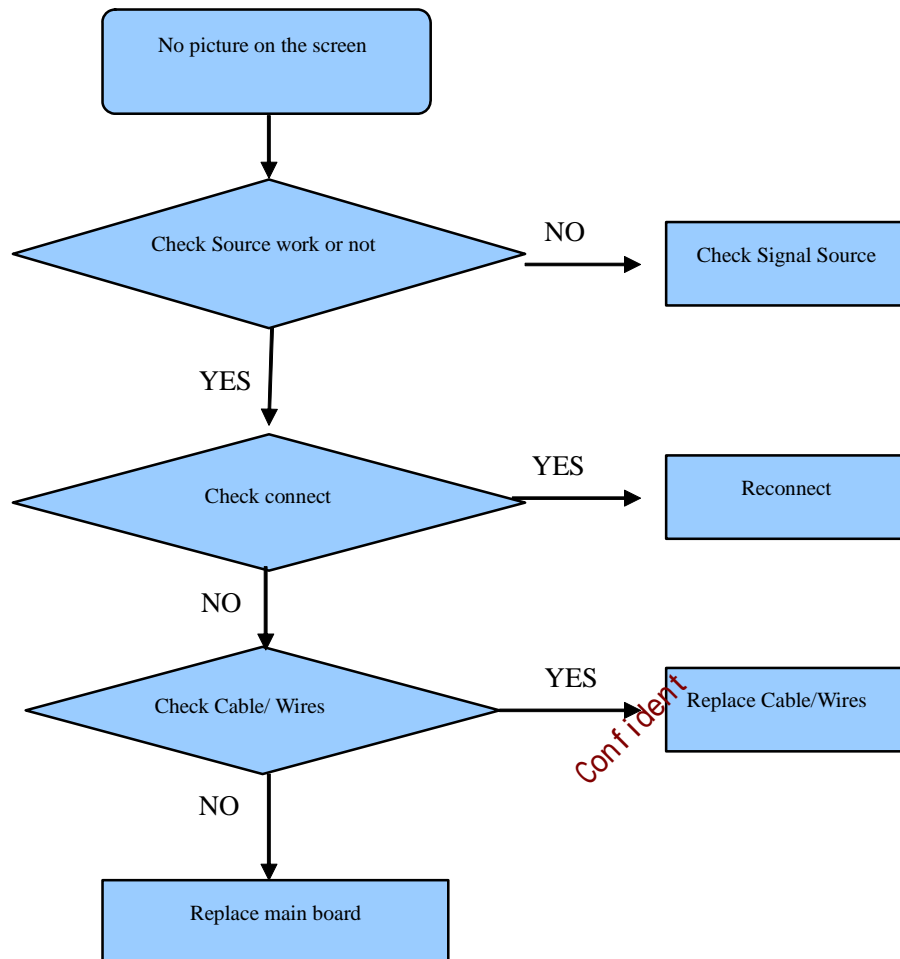 No picture on the screen
Check Source work or not
NO
Check Signal Source
YES
Check connect
YES
Reconnect
NO
Check Cable/ Wires
YES
Replace Cable/Wires
Confident
NO
Replace main board